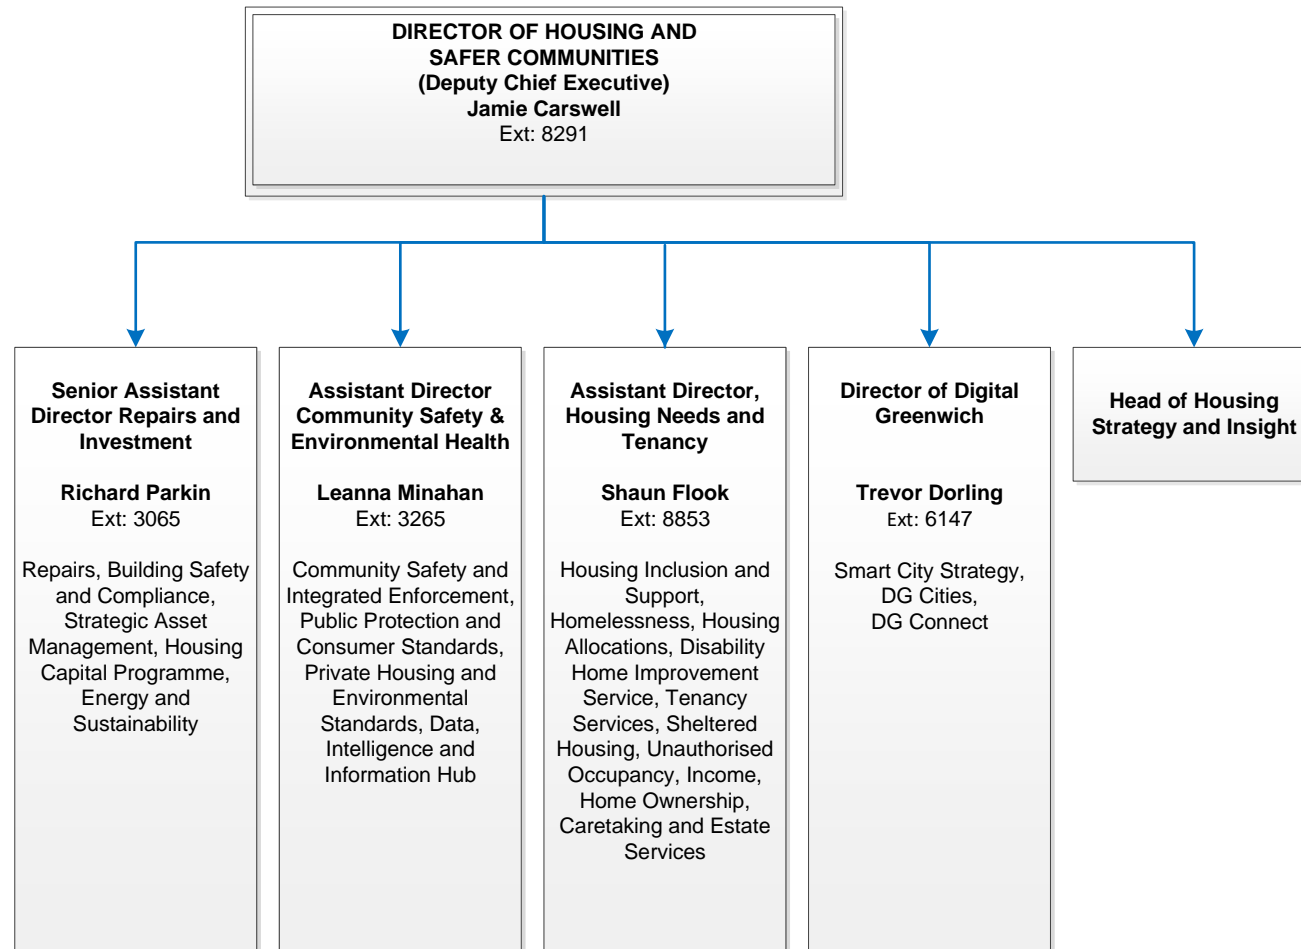 DIRECTOR OF HOUSING AND
SAFER COMMUNITIES
(Deputy Chief Executive)
Jamie Carswell
Ext: 8291
Senior Assistant
Director Repairs and
Investment
Richard Parkin
Ext: 3065
Repairs, Building Safety
and Compliance,
Strategic Asset
Management, Housing
Capital Programme,
Energy and
Sustainability
Assistant Director
Community Safety &
Environmental Health
Leanna Minahan
Ext: 3265
Community Safety and
Integrated Enforcement,
Public Protection and
Consumer Standards,
Private Housing and
Environmental
Standards, Data,
Intelligence and
Information Hub
Assistant Director,
Housing Needs and
Tenancy
Shaun Flook
Ext: 8853
Housing Inclusion and
Support,
Homelessness, Housing
Allocations, Disability
Home Improvement
Service, Tenancy
Services, Sheltered
Housing, Unauthorised
Occupancy, Income,
Home Ownership,
Caretaking and Estate
Services
Director of Digital
Greenwich
Trevor Dorling
Ext: 6147
Smart City Strategy,
DG Cities,
DG Connect
Head of Housing
Strategy and Insight